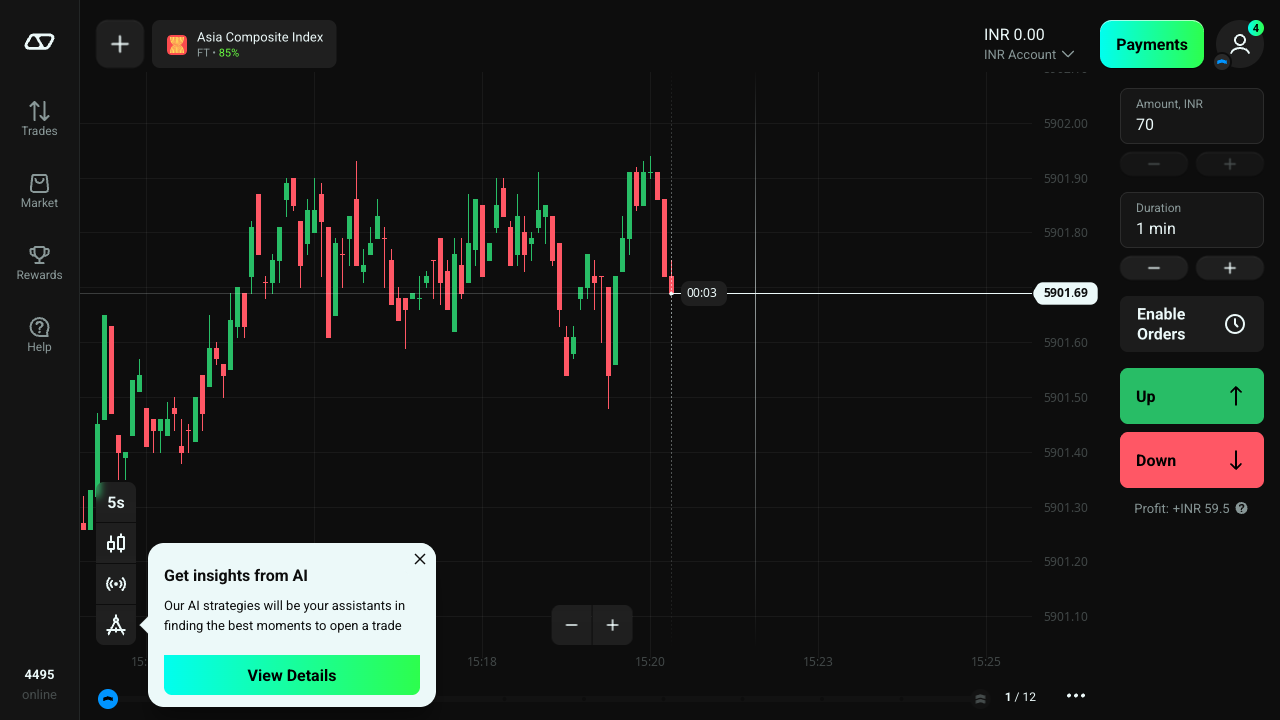 Asia Composite Index
FT • 85%
INR 0.00
INR Account
Payments
4
Trades
Market
Rewards
Help
4495
online
5902.00
5901.90
5901.80
5901.69
5901.60
5901.50
5901.40
5901.30
5901.20
5901.10
00:03
Amount, INR
70
Duration
1 min
Enable
Orders
Up
Down
Profit: +INR 59.5
5s
Get insights from AI
Our AI strategies will be your assistants in
finding the best moments to open a trade
View Details
15:18
15:20
15:23
15:25
1 / 12